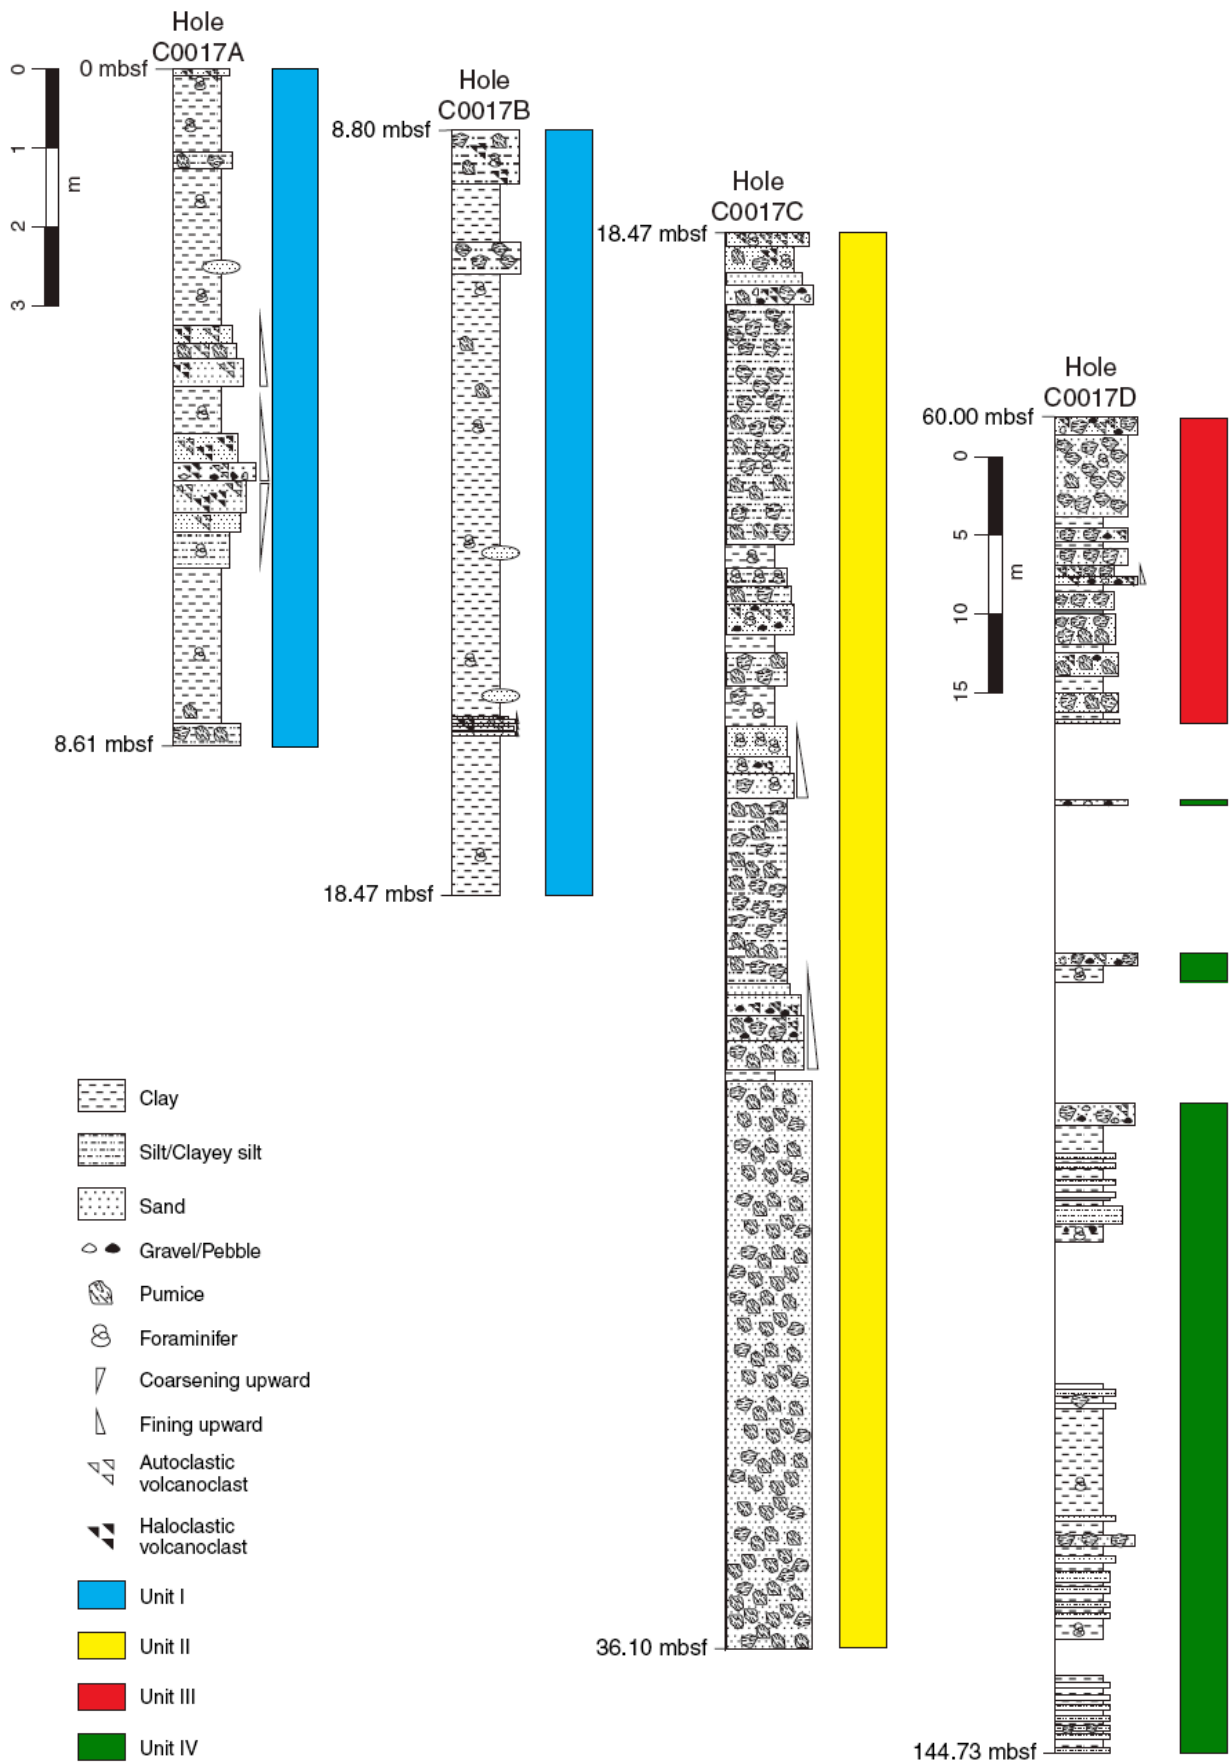 Hole
C0017A
0 mbsf
8.61 mbsf
0
1
2
3
m
Hole
C0017B
8.80 mbsf
18.47 mbsf
Hole
C0017C
18.47 mbsf
36.10 mbsf
Hole
C0017D
60.00 mbsf
144.73 mbsf
0
5
10
15
m
Clay
Silt/Clayey silt
Sand
Gravel/Pebble
Pumice
Foraminifer
Coarsening upward
Fining upward
Autoclastic
volcanoclast
Haloclastic
volcanoclast
Unit I
Unit II
Unit III
Unit IV